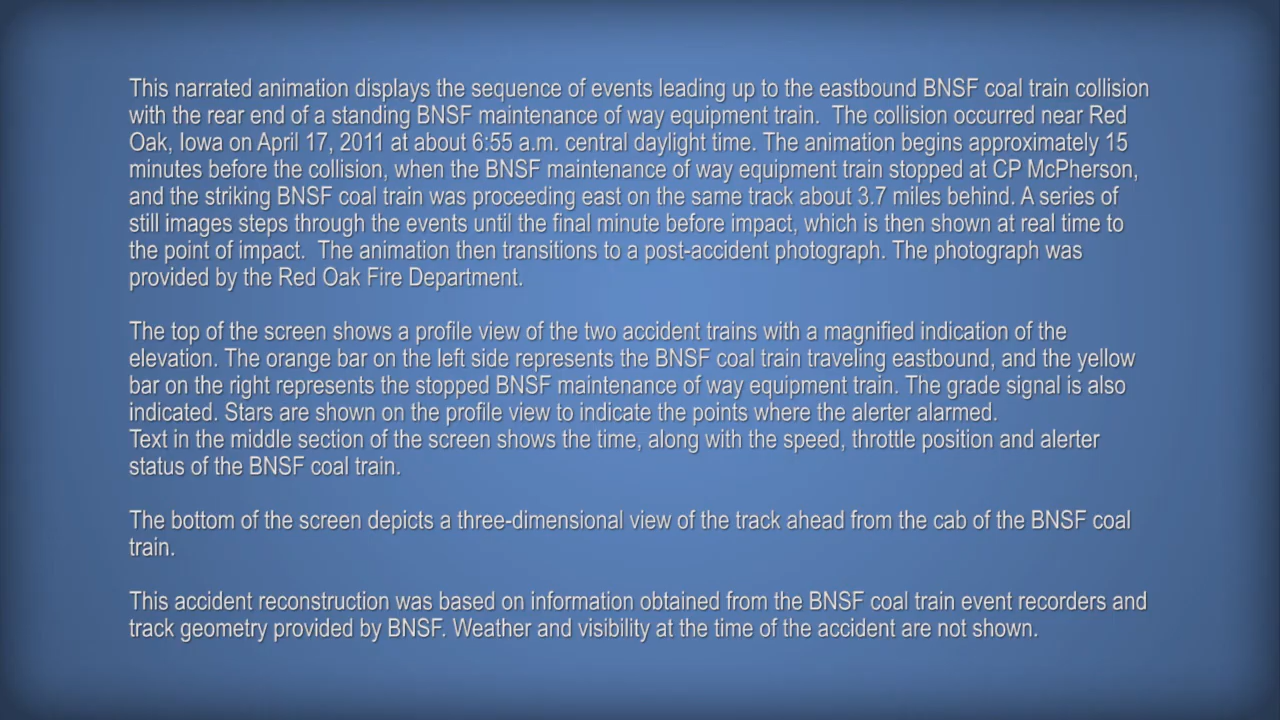 This narrated animation displays the sequence of events leading up to the eastbound BNSF coal train collision
with the rear end of a standing BNSF maintenance of way equipment train.  The collision occurred near Red
Oak, Iowa on April 17, 2011 at about 6:55 a.m. central daylight time. The animation begins approximately 15
minutes before the collision, when the BNSF maintenance of way equipment train stopped at CP McPherson,
and the striking BNSF coal train was proceeding east on the same track about 3.7 miles behind. A series of
still images steps through the events until the final minute before impact, which is then shown at real time to
the point of impact.  The animation then transitions to a post-accident photograph. The photograph was
provided by the Red Oak Fire Department.
The top of the screen shows a profile view of the two accident trains with a magnified indication of the
elevation. The orange bar on the left side represents the BNSF coal train traveling eastbound, and the yellow
bar on the right represents the stopped BNSF maintenance of way equipment train. The grade signal is also
indicated. Stars are shown on the profile view to indicate the points where the alerter alarmed.
Text in the middle section of the screen shows the time, along with the speed, throttle position and alerter
status of the BNSF coal train.
The bottom of the screen depicts a three-dimensional view of the track ahead from the cab of the BNSF coal
train.
This accident reconstruction was based on information obtained from the BNSF coal train event recorders and
track geometry provided by BNSF. Weather and visibility at the time of the accident are not shown.